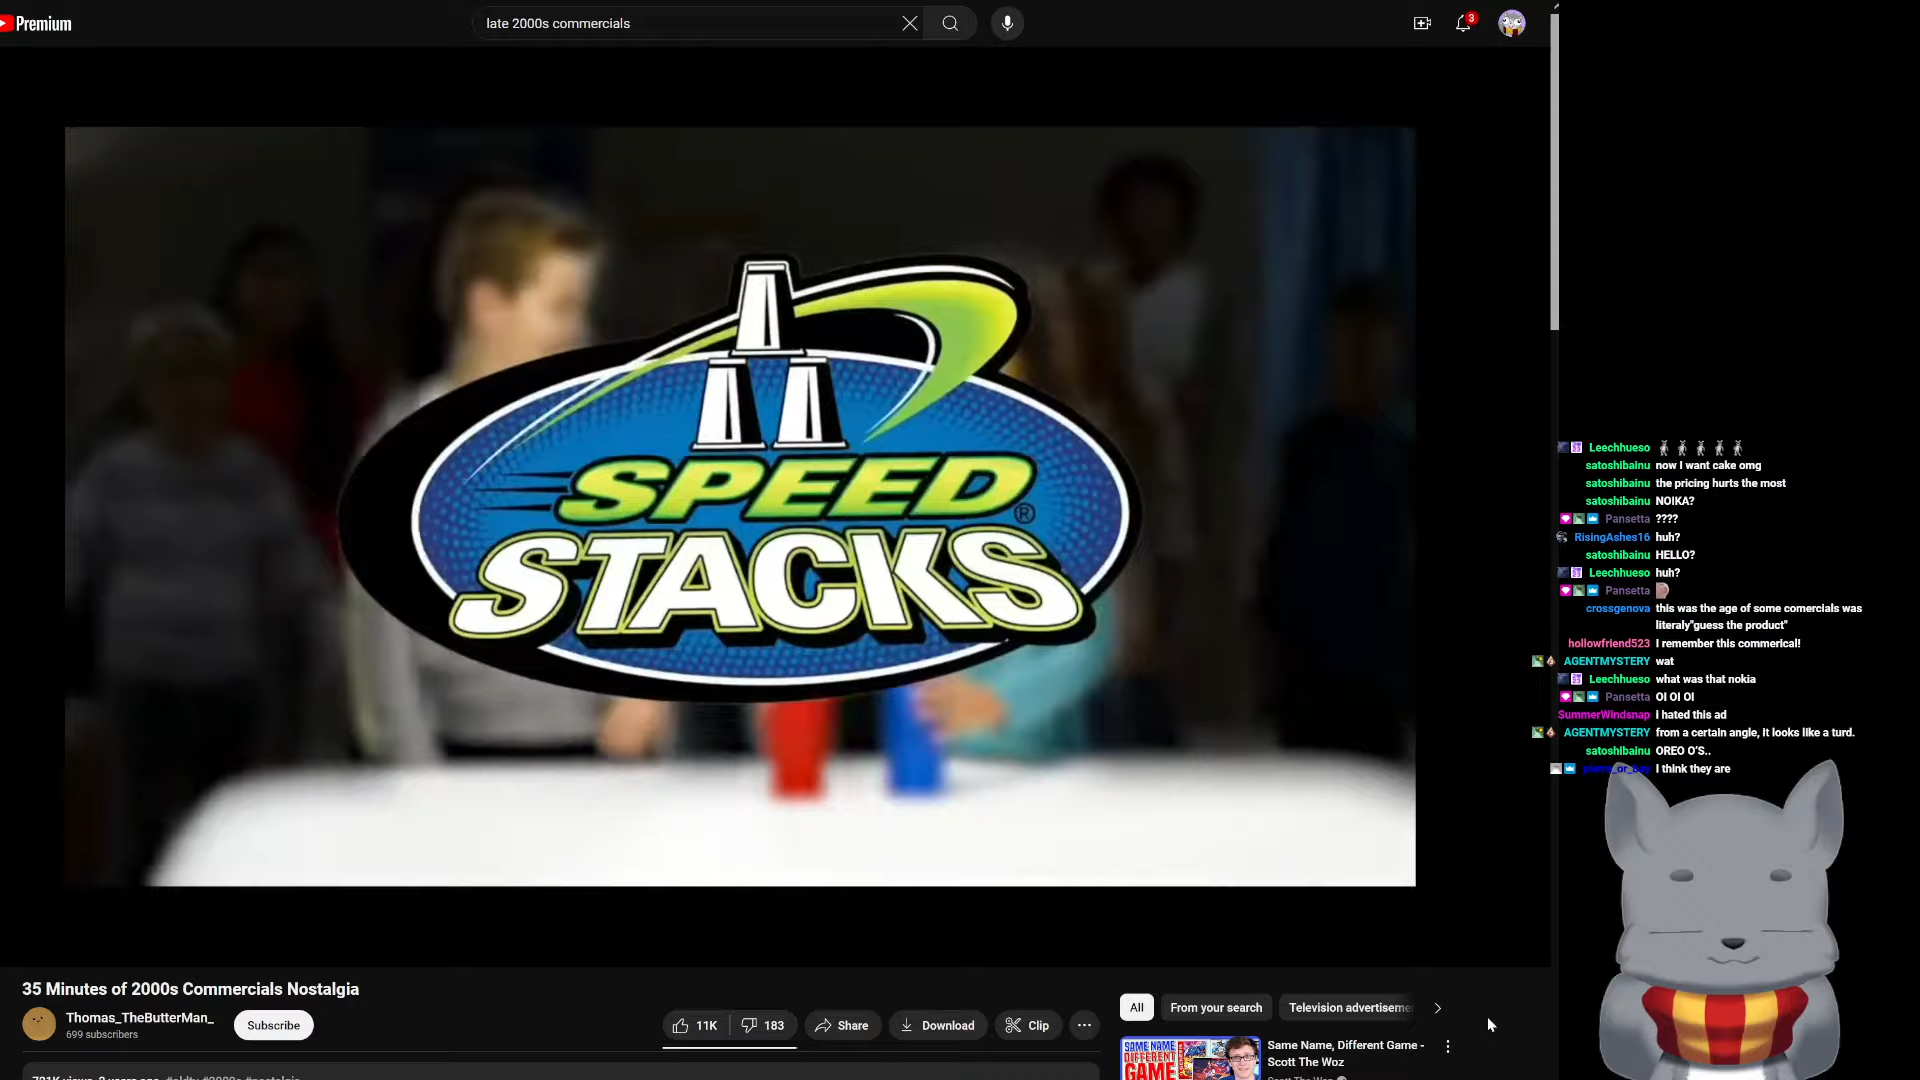 Premium
late 2000s commercials
3
SPEED
STACKS
®
Leechhueso
satoshibainu now I want cake omg
satoshibainu the pricing hurts the most
satoshibainu NOIKA?
Pansetta ????
RisingAshes16 huh?
satoshibainu HELLO?
Leechhueso huh?
Pansetta
crossgenova this was the age of some comercials was
literaly"guess the product"
hollowfriend523 I remember this commerical!
AGENTMYSTERY wat
Leechhueso what was that nokia
Pansetta OI OI OI
SummerWindsnap I hated this ad
AGENTMYSTERY from a certain angle, it looks like a turd.
satoshibainu OREO O'S..
I think they are
35 Minutes of 2000s Commercials Nostalgia
Thomas_TheButterMan_
699 subscribers
Subscribe
11K
183
Share
Download
Clip
All
From your search
Television advertiseme
SAME NAME
DIFFERENT
GAME
Same Name, Different Game -
Scott The Woz